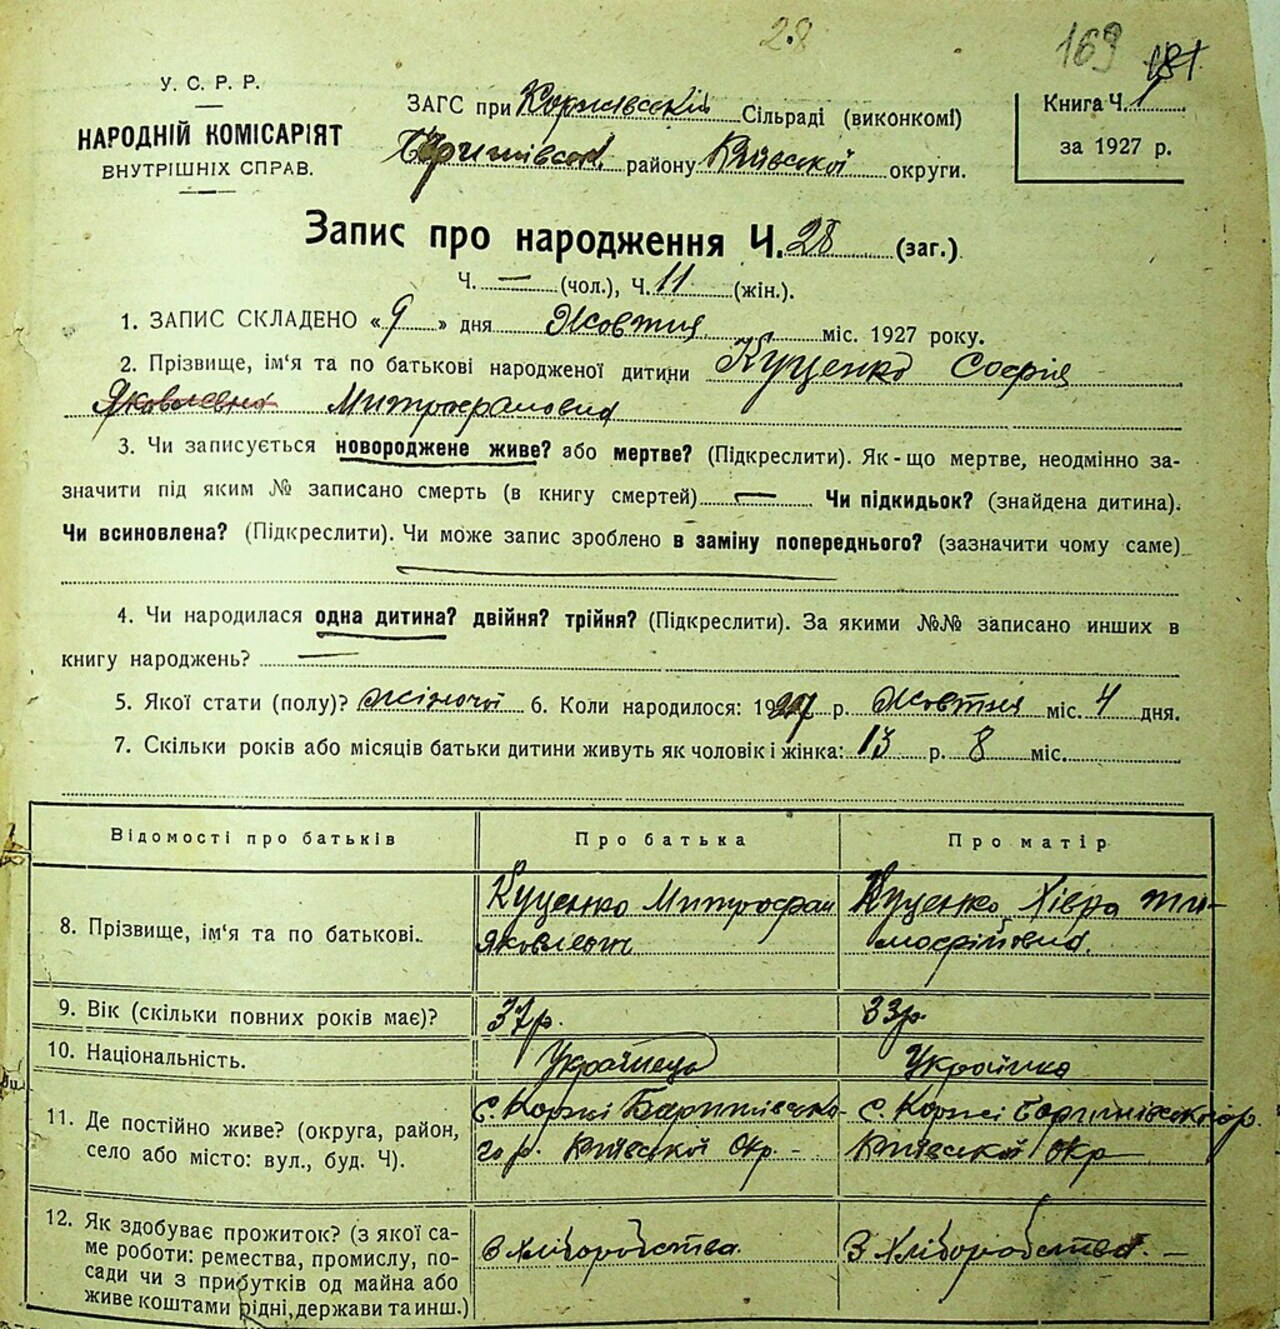 28
169
181
У. С. Р. Р.
НАРОДНІЙ КОМІСАРІЯТ
ВНУТРІШНІХ СПРАВ.
ЗАГС при Коржівській Сільраді (виконкомі)
району Київської округи.
Книга Ч. 1
за 1927 р.
Запис про народження Ч. 28 (заг.)
Ч. — (чол.), Ч. 11 (жін.).
1. ЗАПИС СКЛАДЕНО «9» дня Жовтня міс. 1927 року.
2. Прізвище, ім'я та по батькові народженої дитини Куценко Софія
Яковлевна Митрофановна
3. Чи записується новороджене живе? або мертве? (Підкреслити). Як-що мертве, неодмінно за-
значити під яким № записано смерть (в книгу смертей) — Чи підкидьок? (знайдена дитина).
Чи всиновлена? (Підкреслити). Чи може запис зроблено в заміну попереднього? (зазначити чому саме)
4. Чи народилася одна дитина? двійня? трійня? (Підкреслити). За якими №№ записано инших в
книгу народжень? —
5. Якої стати (полу)? жіночої 6. Коли народилося: 1927 р. Жовтня міс. 4 дня.
7. Скільки років або місяців батьки дитини живуть як чоловік і жінка: 13 р. 8 міс.
Відомості про батьків Про батька Про матір
8. Прізвище, ім'я та по батькові. Куценко Митрофан Куценко Хівря Ти-
Яковлевич мофійовна.
9. Вік (скільки повних років має)? 37 р. 33 р.
10. Національність. Українець Українка
11. Де постійно живе? (округа, район, с. Коржі Баришівсько- с. Коржі Баришівського р.
село або місто: вул., буд. Ч). го р. Київської Окр. - Київської Окр
12. Як здобуває прожиток? (з якої са-
ме роботи: ремества, промислу, по- З Хліборобства. З Хліборобства. —
сади чи з прибутків од майна або
живе коштами рідні, держави та инш.)